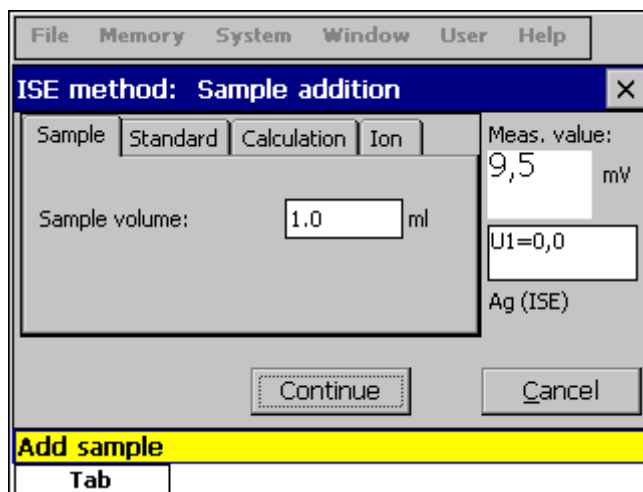 File Memory System Window User Help
ISE method: Sample addition
Sample Standard Calculation Ion
Meas. value:
9,5 mV
Sample volume: 1.0 ml
U1=0,0
Ag (ISE)
Continue Cancel
Add sample
Tab